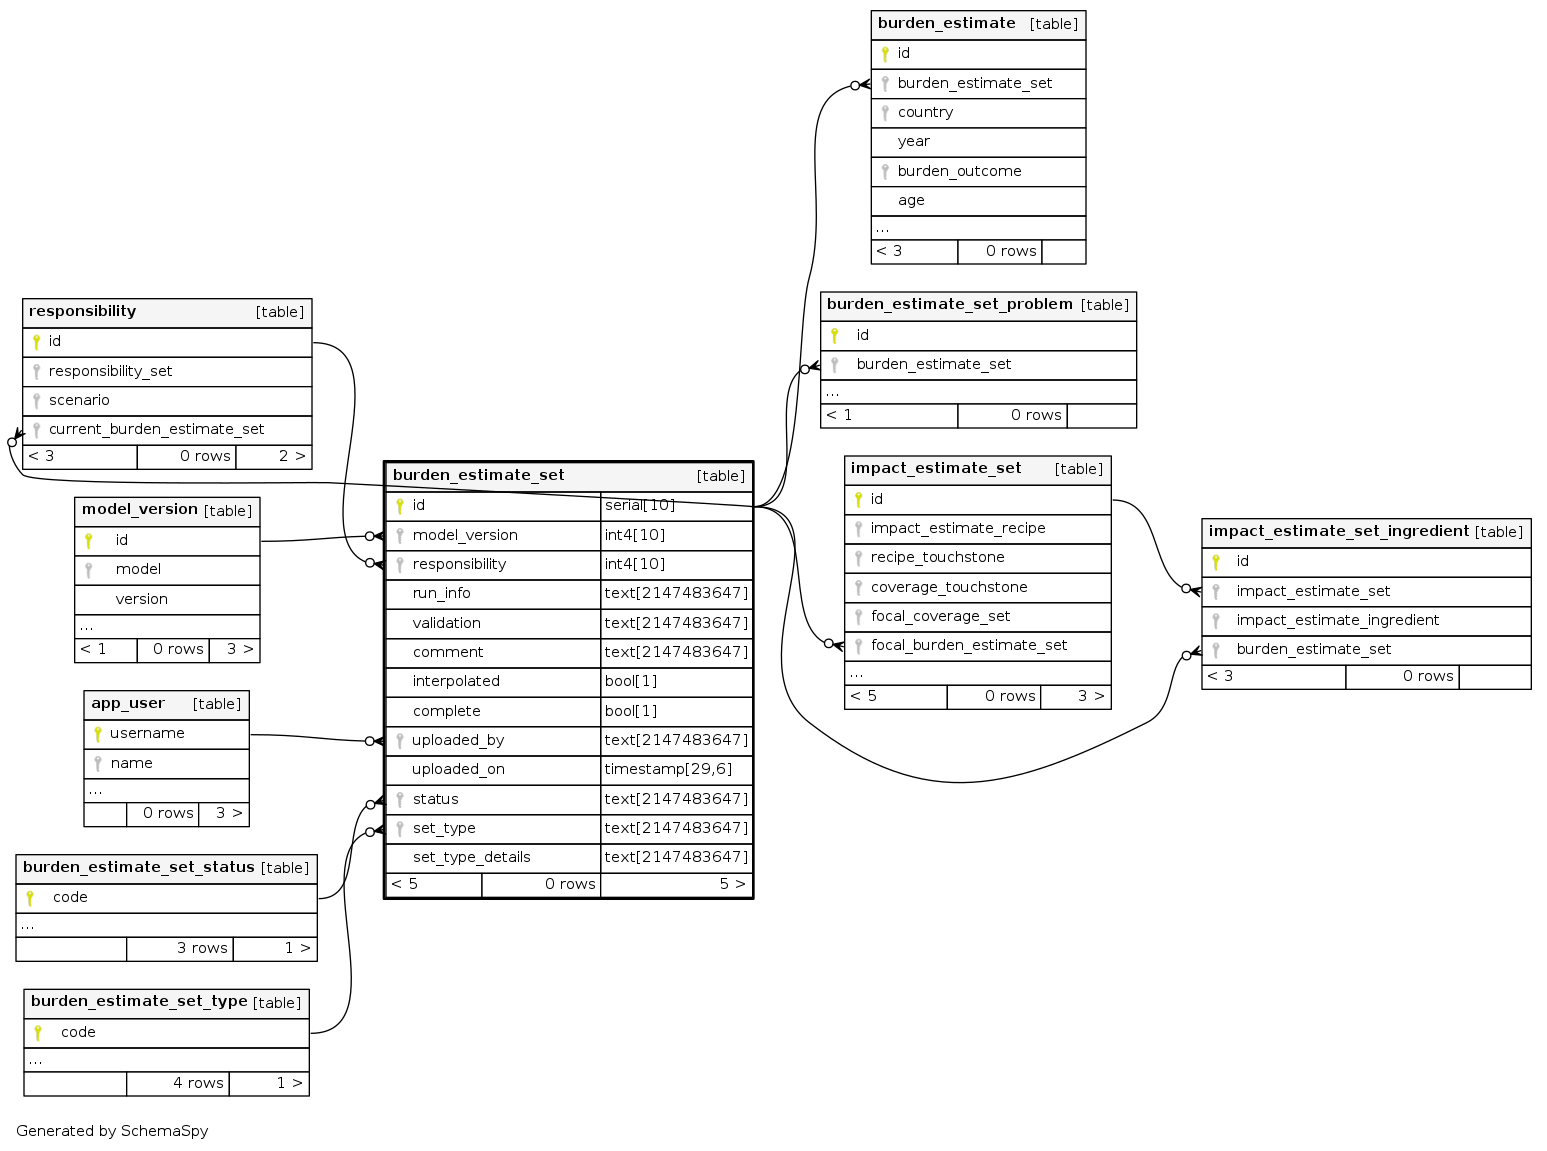 burden_estimate [table]
id
burden_estimate_set
country
year
burden_outcome
age
...
< 3 0 rows
responsibility [table]
id
responsibility_set
scenario
current_burden_estimate_set
< 3 0 rows 2 >
burden_estimate_set_problem [table]
id
burden_estimate_set
...
< 1 0 rows
model_version [table]
id
model
version
...
< 1 0 rows 3 >
burden_estimate_set [table]
id serial[10]
model_version int4[10]
responsibility int4[10]
run_info text[2147483647]
validation text[2147483647]
comment text[2147483647]
interpolated bool[1]
complete bool[1]
uploaded_by text[2147483647]
uploaded_on timestamp[29,6]
status text[2147483647]
set_type text[2147483647]
set_type_details text[2147483647]
< 5 0 rows 5 >
impact_estimate_set [table]
id
impact_estimate_recipe
recipe_touchstone
coverage_touchstone
focal_coverage_set
focal_burden_estimate_set
...
< 5 0 rows 3 >
impact_estimate_set_ingredient [table]
id
impact_estimate_set
impact_estimate_ingredient
burden_estimate_set
< 3 0 rows
app_user [table]
username
name
...
0 rows 3 >
burden_estimate_set_status [table]
code
...
3 rows 1 >
burden_estimate_set_type [table]
code
...
4 rows 1 >
Generated by SchemaSpy